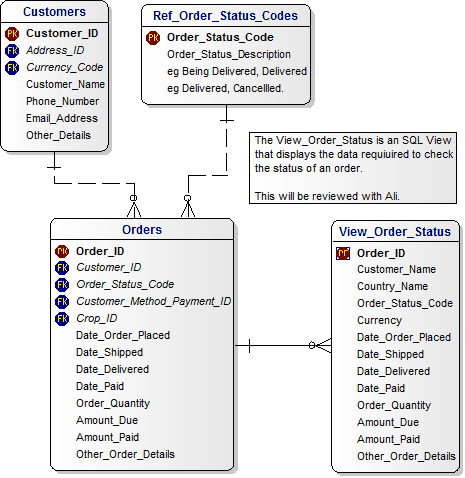 Customers
PK Customer_ID
FK Address_ID
FK Currency_Code
Customer_Name
Phone_Number
Email_Address
Other_Details
Ref_Order_Status_Codes
PK Order_Status_Code
Order_Status_Description
eg Being Delivered, Delivered
eg Delivered, Cancellled.
The View_Order_Status is an SQL View
that displays the data requiuired to check
the status of an order.
This will be reviewed with Ali.
Orders
PK Order_ID
FK Customer_ID
FK Order_Status_Code
FK Customer_Method_Payment_ID
FK Crop_ID
Date_Order_Placed
Date_Shipped
Date_Delivered
Date_Paid
Order_Quantity
Amount_Due
Amount_Paid
Other_Order_Details
View_Order_Status
PF Order_ID
Customer_Name
Country_Name
Order_Status_Code
Currency
Date_Order_Placed
Date_Shipped
Date_Delivered
Date_Paid
Order_Quantity
Amount_Due
Amount_Paid
Other_Order_Details